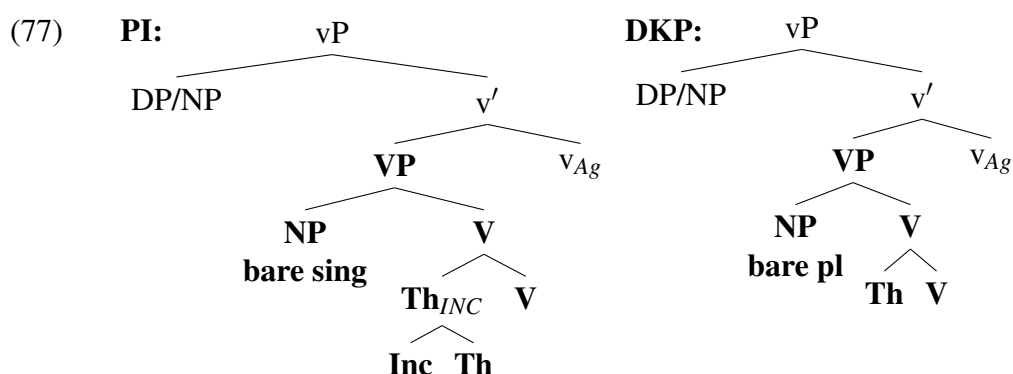 (77) PI: vP DKP: vP
DP/NP v′ DP/NP v′
VP v_Ag VP v_Ag
NP V NP V
bare sing bare pl
Th_INC V Th V
Inc Th